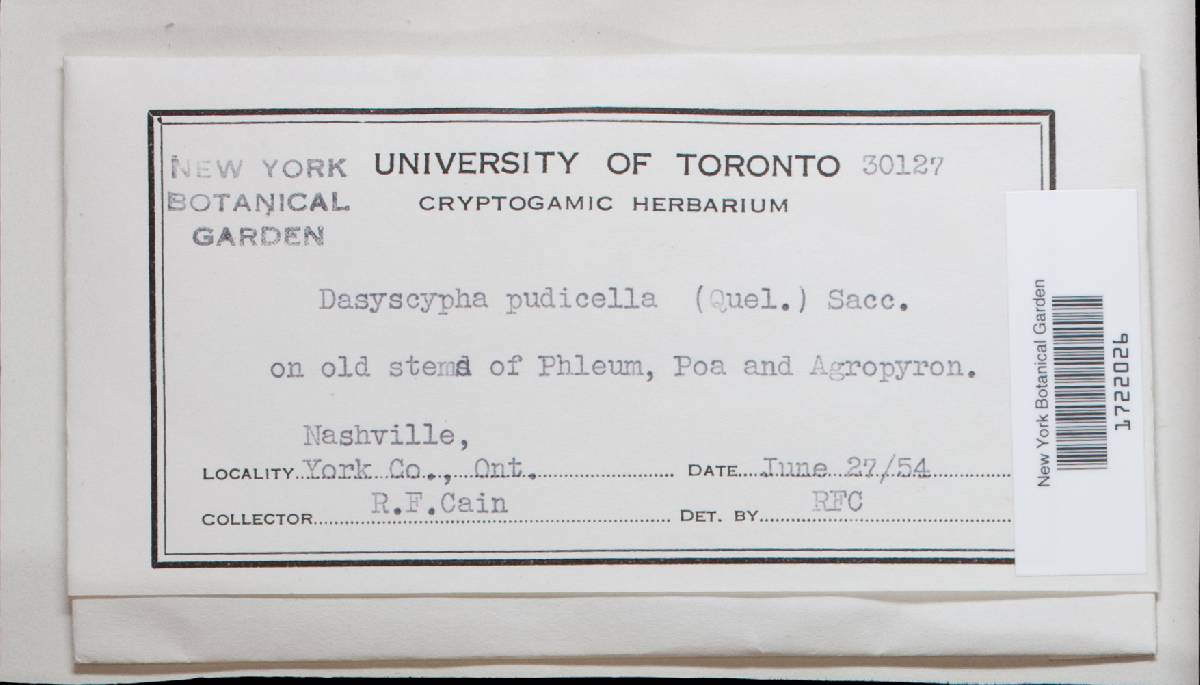 NEW YORK
BOTANICAL
GARDEN
UNIVERSITY OF TORONTO 30127
CRYPTOGAMIC HERBARIUM
Dasyscypha pudicella (Quel.) Sacc.
on old stems of Phleum, Poa and Agropyron.
Nashville,
LOCALITY York Co., Ont. DATE June 27/54
COLLECTOR R.F.Cain DET. BY RFC
New York Botanical Garden
1722026